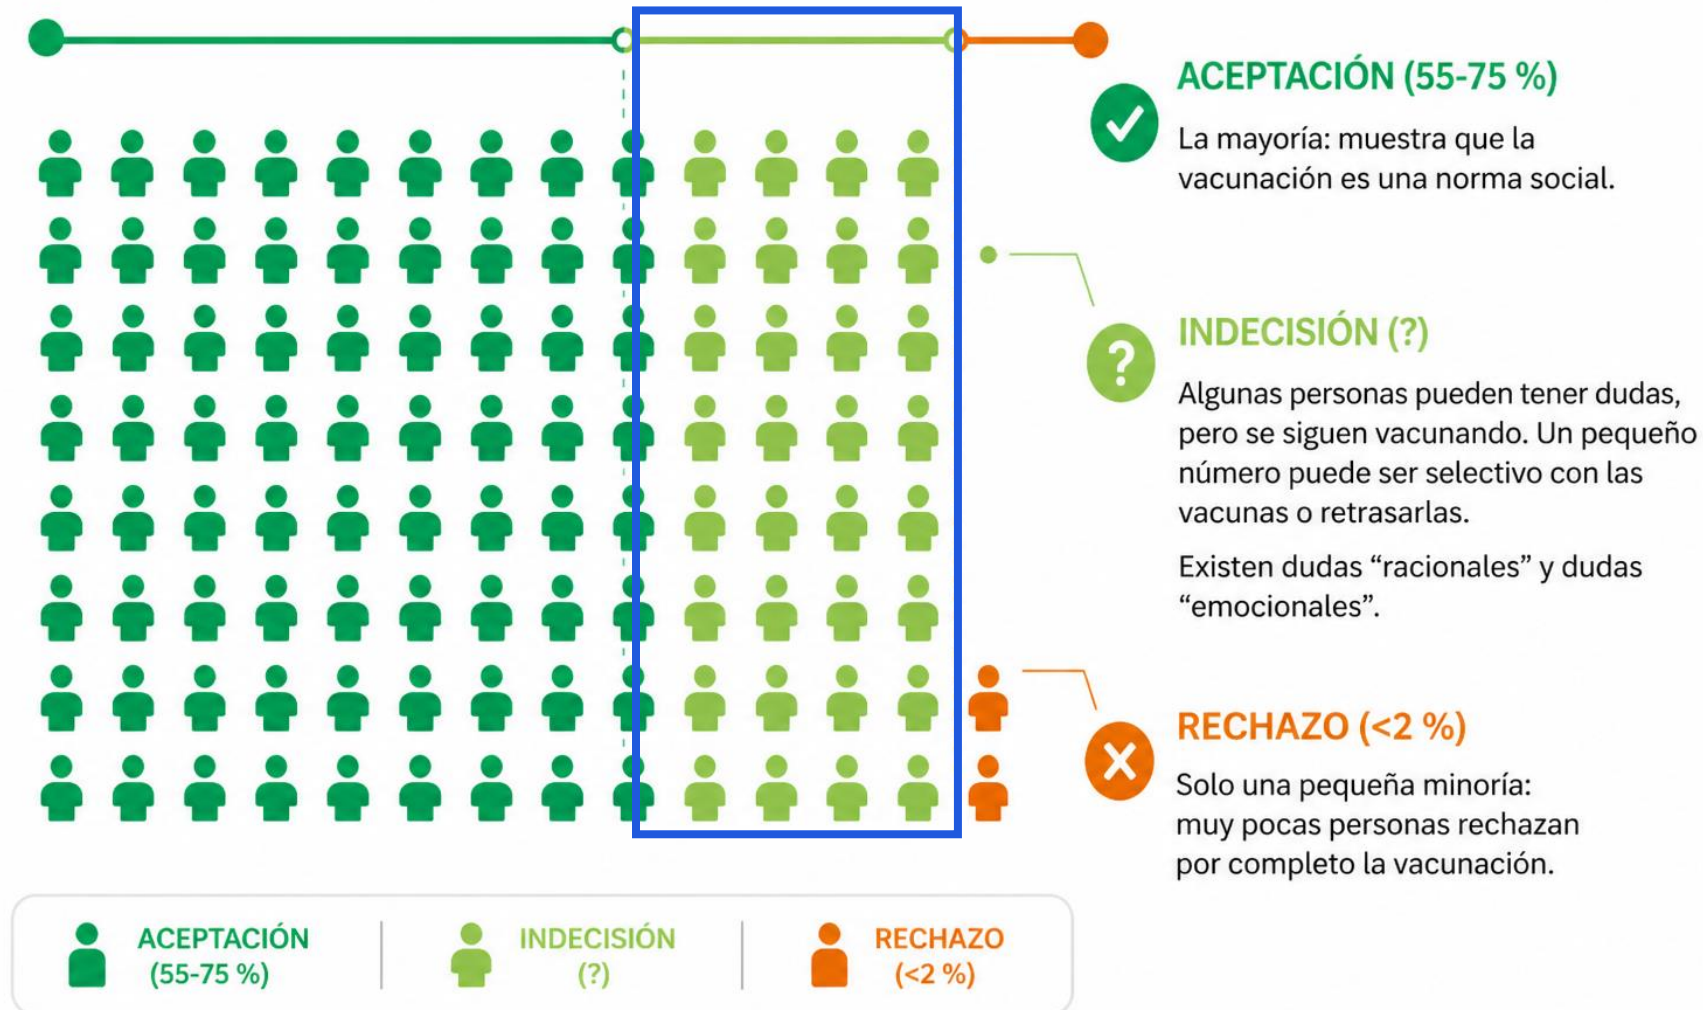 ACEPTACIÓN (55-75 %)
La mayoría: muestra que la
vacunación es una norma social.
?
INDECISIÓN (?)
Algunas personas pueden tener dudas,
pero se siguen vacunando. Un pequeño
número puede ser selectivo con las
vacunas o retrasarlas.
Existen dudas “racionales” y dudas
“emocionales”.
RECHAZO (<2 %)
Solo una pequeña minoría:
muy pocas personas rechazan
por completo la vacunación.
ACEPTACIÓN
(55-75 %)
INDECISIÓN
(?)
RECHAZO
(<2 %)